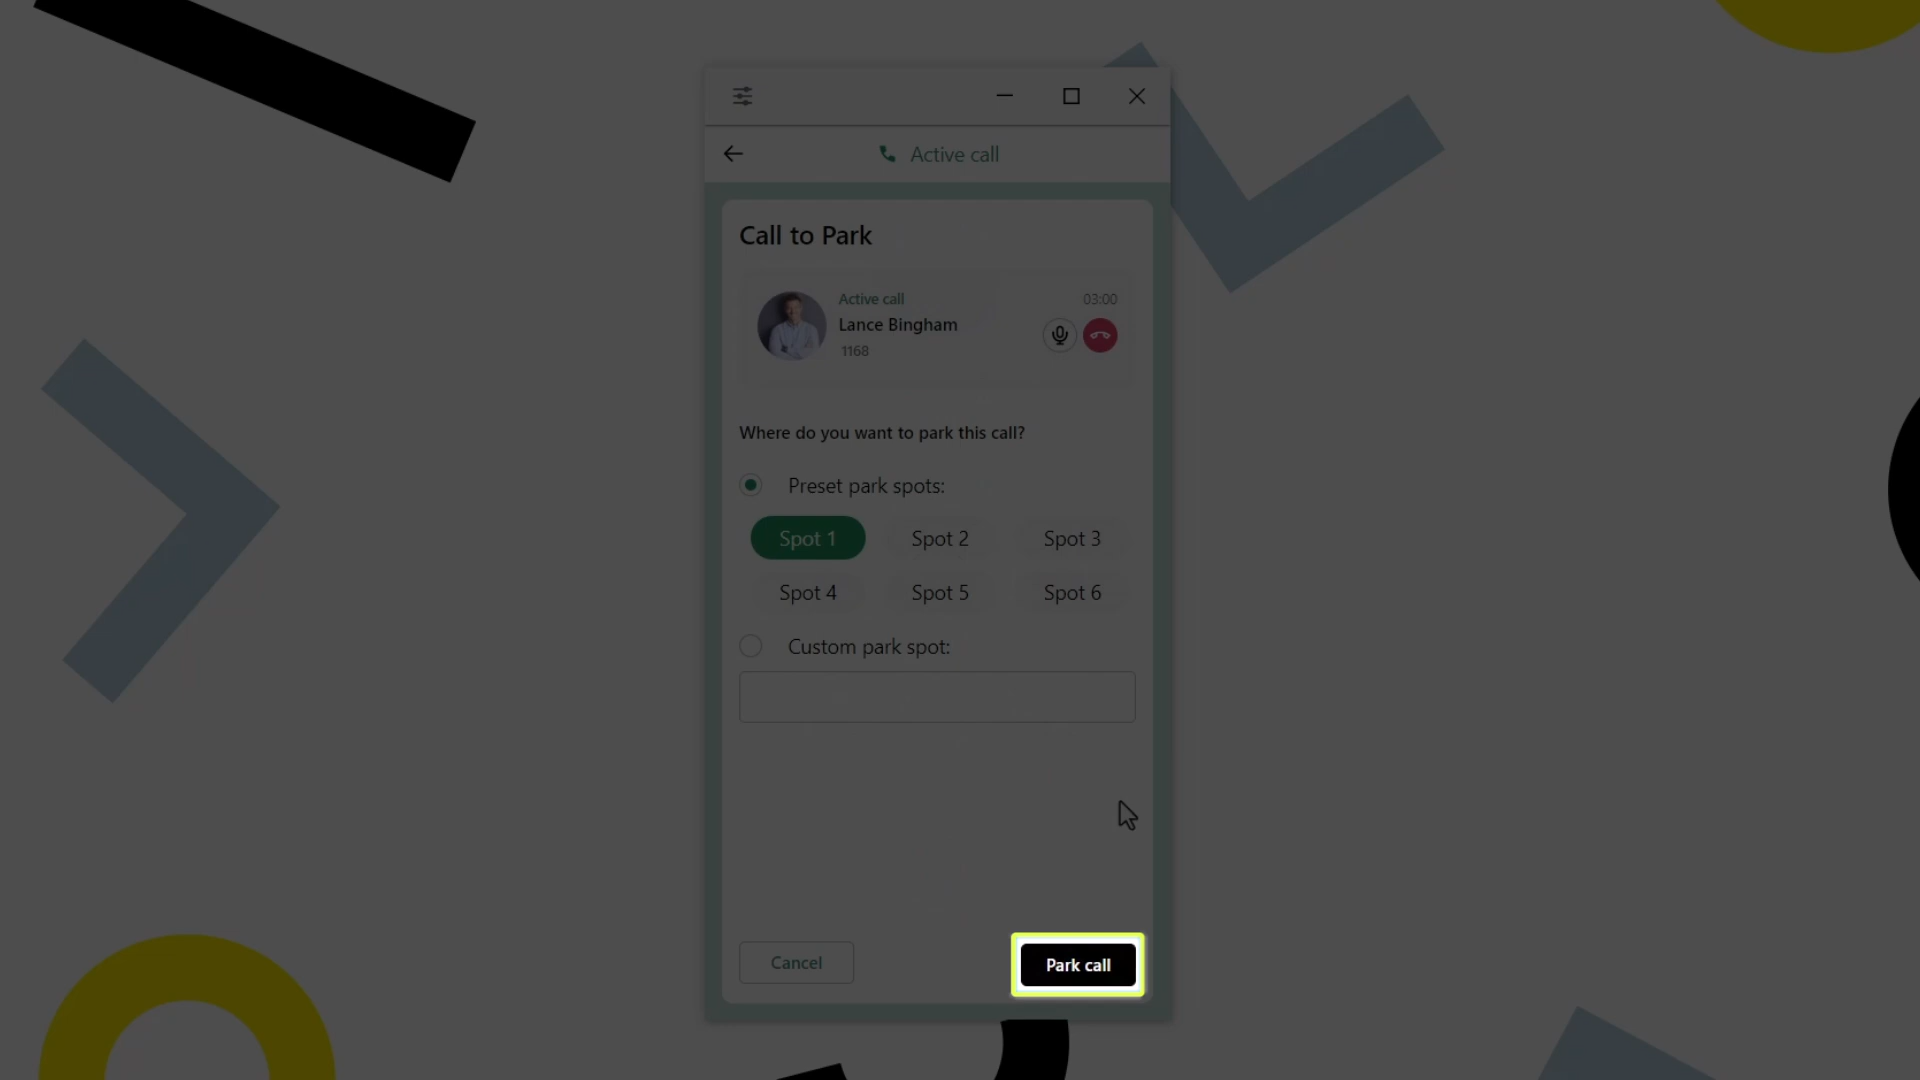 Active call
Call to Park
Active call
03:00
Lance Bingham
1168
Where do you want to park this call?
Preset park spots:
Spot 1 Spot 2 Spot 3
Spot 4 Spot 5 Spot 6
Custom park spot:
Cancel
Park call